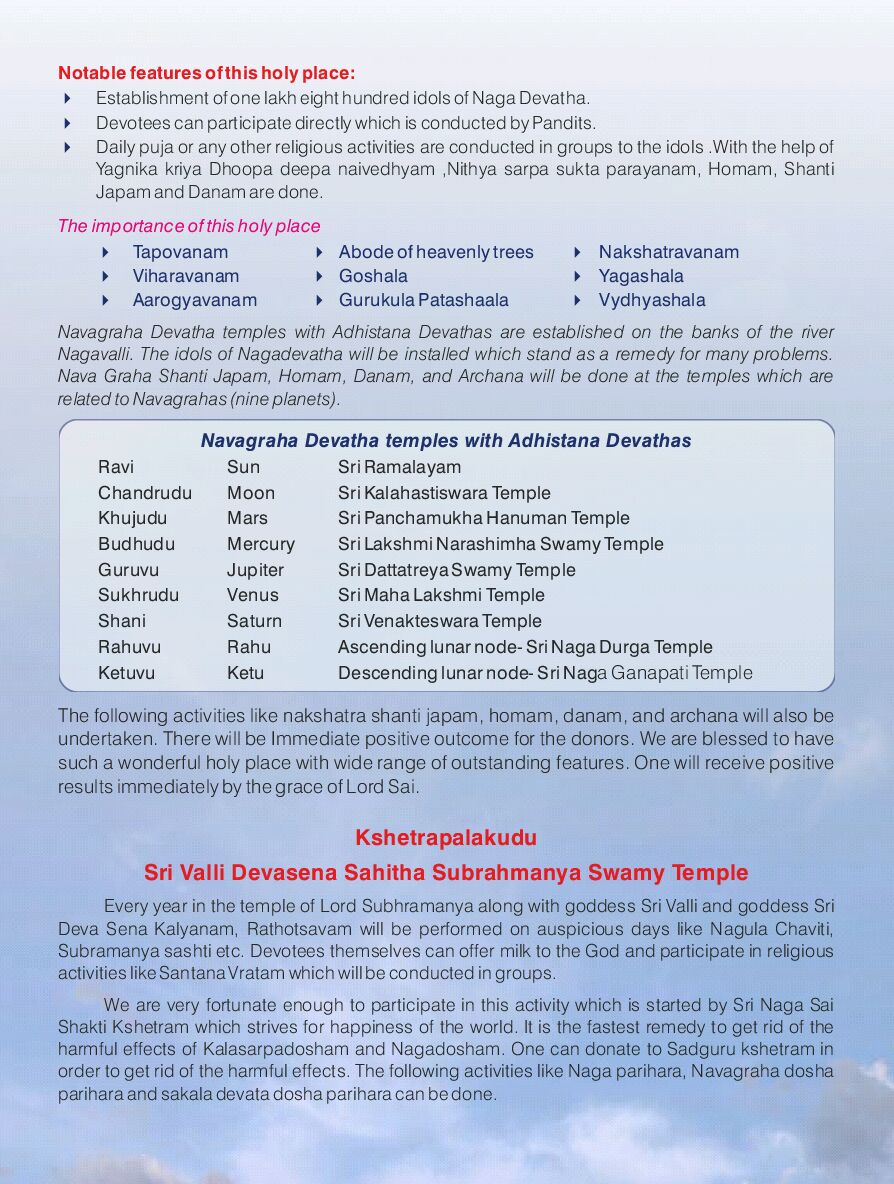 Notable features of this holy place:
Establishment of one lakh eight hundred idols of Naga Devatha.
Devotees can participate directly which is conducted by Pandits.
Daily puja or any other religious activities are conducted in groups to the idols .With the help of
Yagnika kriya Dhoopa deepa naivedhyam ,Nithya sarpa sukta parayanam, Homam, Shanti
Japam and Danam are done.
The importance of this holy place
Tapovanam Abode of heavenly trees Nakshatravanam
Viharavanam Goshala Yagashala
Aarogyavanam Gurukula Patashaala Vydhyashala
Navagraha Devatha temples with Adhistana Devathas are established on the banks of the river
Nagavalli. The idols of Nagadevatha will be installed which stand as a remedy for many problems.
Nava Graha Shanti Japam, Homam, Danam, and Archana will be done at the temples which are
related to Navagrahas (nine planets).
Navagraha Devatha temples with Adhistana Devathas
Ravi Sun Sri Ramalayam
Chandrudu Moon Sri Kalahastiswara Temple
Khujudu Mars Sri Panchamukha Hanuman Temple
Budhudu Mercury Sri Lakshmi Narashimha Swamy Temple
Guruvu Jupiter Sri Dattatreya Swamy Temple
Sukhrudu Venus Sri Maha Lakshmi Temple
Shani Saturn Sri Venakteswara Temple
Rahuvu Rahu Ascending lunar node- Sri Naga Durga Temple
Ketuvu Ketu Descending lunar node- Sri Naga Ganapati Temple
The following activities like nakshatra shanti japam, homam, danam, and archana will also be
undertaken. There will be Immediate positive outcome for the donors. We are blessed to have
such a wonderful holy place with wide range of outstanding features. One will receive positive
results immediately by the grace of Lord Sai.
Kshetrapalakudu
Sri Valli Devasena Sahitha Subrahmanya Swamy Temple
Every year in the temple of Lord Subhramanya along with goddess Sri Valli and goddess Sri
Deva Sena Kalyanam, Rathotsavam will be performed on auspicious days like Nagula Chaviti,
Subramanya sashti etc. Devotees themselves can offer milk to the God and participate in religious
activities like Santana Vratam which will be conducted in groups.
We are very fortunate enough to participate in this activity which is started by Sri Naga Sai
Shakti Kshetram which strives for happiness of the world. It is the fastest remedy to get rid of the
harmful effects of Kalasarpadosham and Nagadosham. One can donate to Sadguru kshetram in
order to get rid of the harmful effects. The following activities like Naga parihara, Navagraha dosha
parihara and sakala devata dosha parihara can be done.